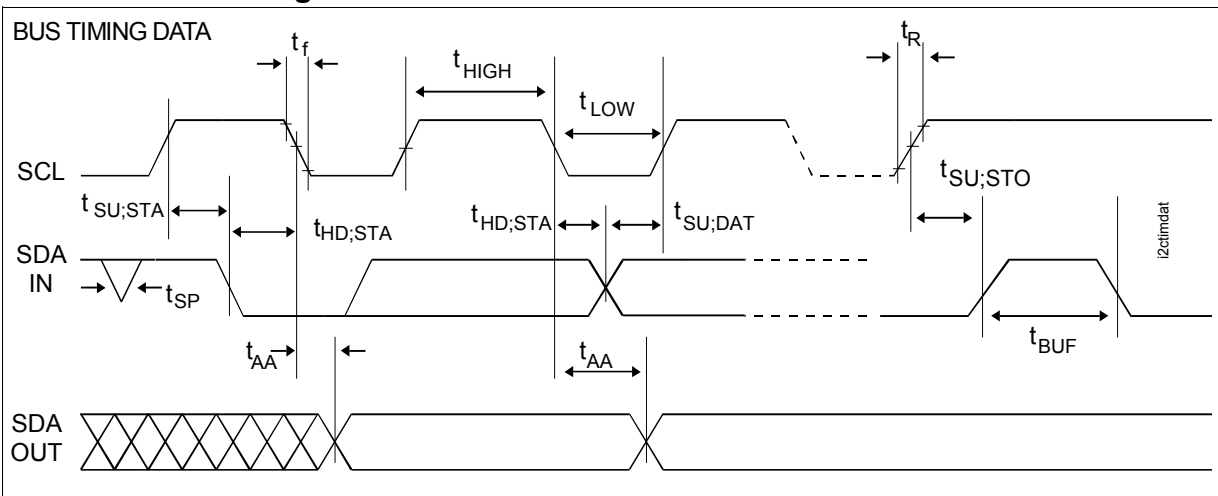 BUS TIMING DATA
tf
tHIGH
tLOW
tR
SCL
tSU;STA
tHD;STA
tHD;STA
tSU;DAT
tSU;STO
SDA
IN
tSP
tBUF
i2ctimdat
tAA
tAA
SDA
OUT